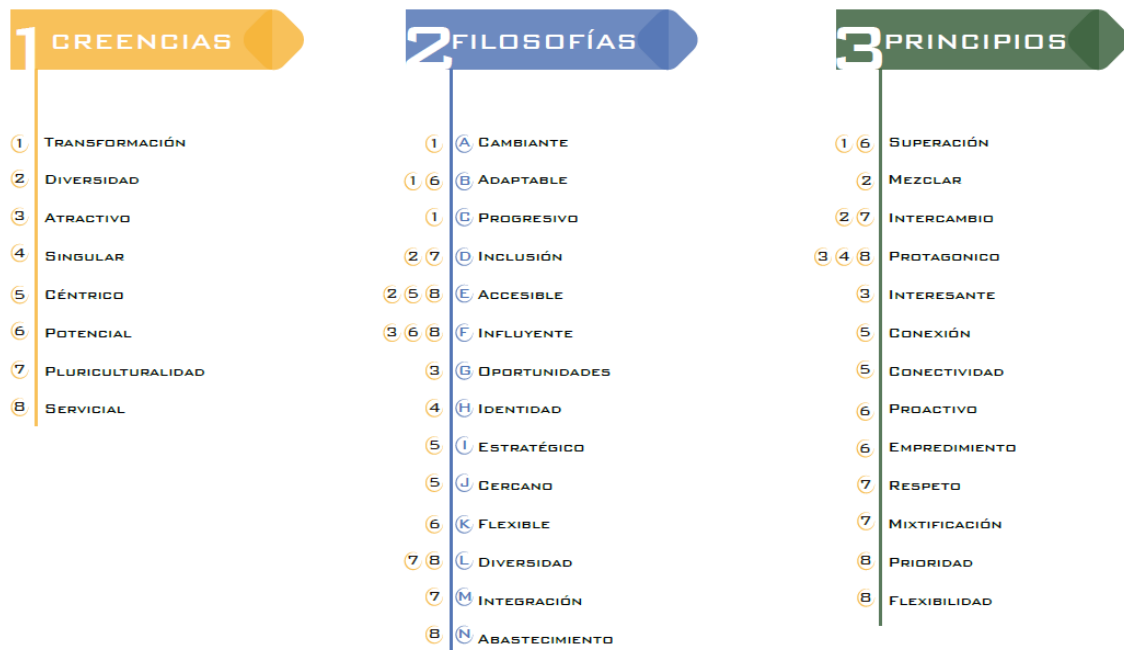 1 CREENCIAS
1 TRANSFORMACIÓN
2 DIVERSIDAD
3 ATRACTIVO
4 SINGULAR
5 CÉNTRICO
6 POTENCIAL
7 PLURICULTURALIDAD
8 SERVICIAL
2 FILOSOFÍAS
1 A CAMBIANTE
1 6 B ADAPTABLE
1 C PROGRESIVO
2 7 D INCLUSIÓN
2 5 8 E ACCESIBLE
3 6 8 F INFLUYENTE
3 G OPORTUNIDADES
4 H IDENTIDAD
5 I ESTRATÉGICO
5 J CERCANO
6 K FLEXIBLE
7 8 L DIVERSIDAD
7 M INTEGRACIÓN
8 N ABASTECIMIENTO
3 PRINCIPIOS
1 6 SUPERACIÓN
2 MEZCLAR
2 7 INTERCAMBIO
3 4 8 PROTAGONICO
3 INTERESANTE
5 CONEXIÓN
5 CONECTIVIDAD
6 PROACTIVO
6 EMPREDIMIENTO
7 RESPETO
7 MIXTIFICACIÓN
8 PRIORIDAD
8 FLEXIBILIDAD